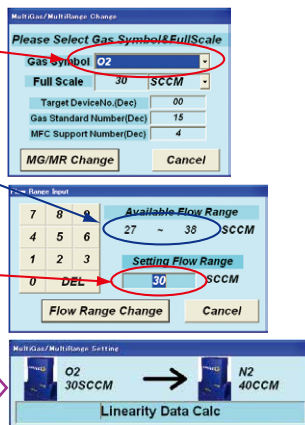 MultiGas/MultiRange Change
Please Select Gas Symbol&FullScale
Gas Symbol O2
Full Scale 30 SCCM
Target DeviceNo.(Dec) 00
Gas Standard Number(Dec) 15
MFC Support Number(Dec) 4
MG/MR Change Cancel
Flow Range Input
7 8 9 Available Flow Range
4 5 6 27 ~ 38 SCCM
1 2 3 Setting Flow Range
0 DEL 30 SCCM
Flow Range Change Cancel
MultiGas/MultiRange Setting
O2 N2
30SCCM 40CCM
Linearity Data Calc